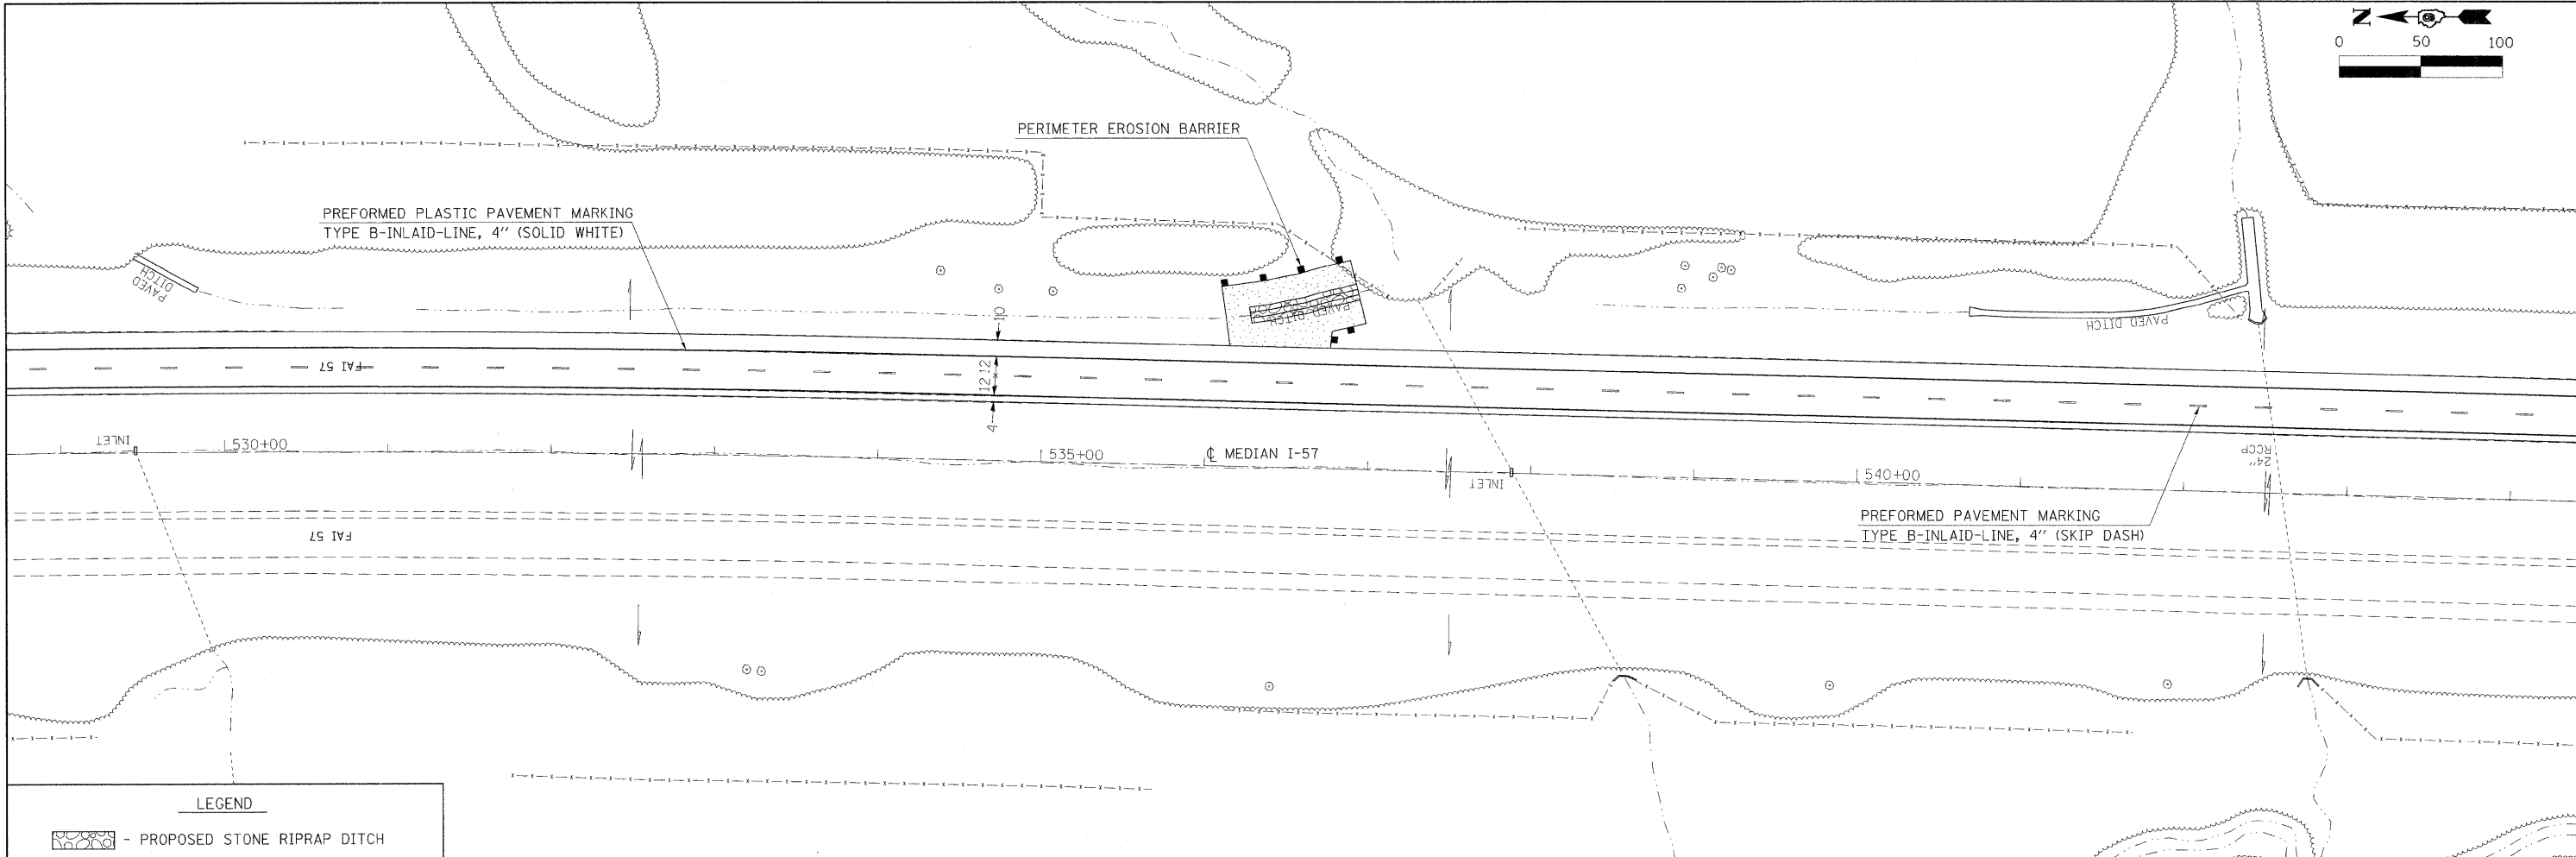 N
0 50 100
PERIMETER EROSION BARRIER
PREFORMED PLASTIC PAVEMENT MARKING
TYPE B-INLAID-LINE, 4" (SOLID WHITE)
PAVED
DITCH
10
PAVED DITCH
PAVED DITCH
FAI 57
12 12
4
INLET
530+00
535+00
℄ MEDIAN I-57
INLET
540+00
24"
RCCP
PREFORMED PAVEMENT MARKING
TYPE B-INLAID-LINE, 4" (SKIP DASH)
FAI 57
LEGEND
- PROPOSED STONE RIPRAP DITCH